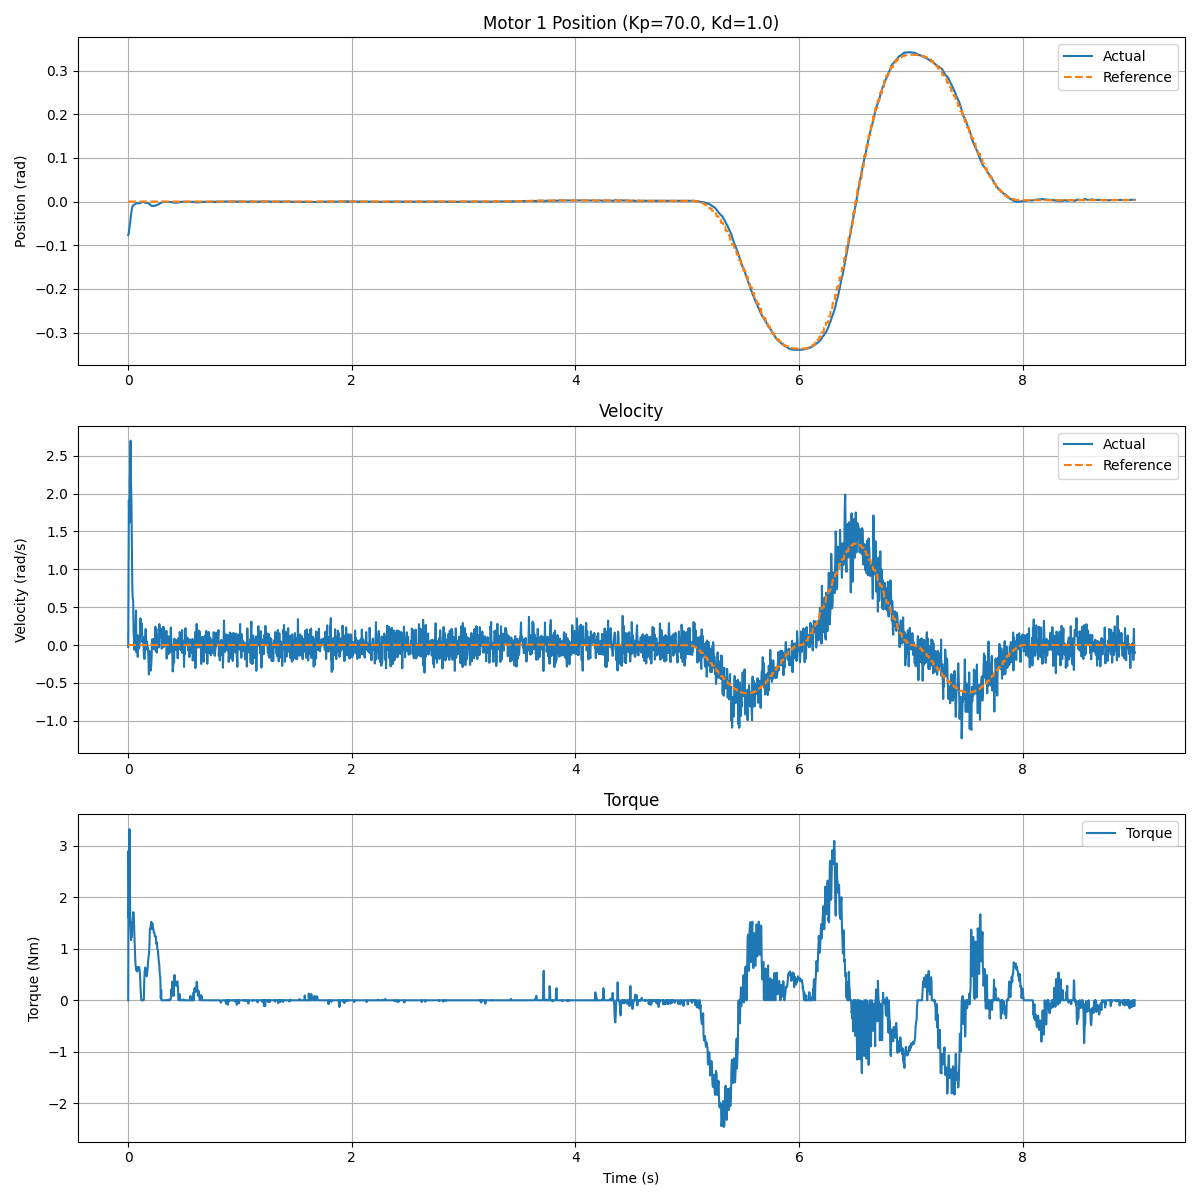 Motor 1 Position (Kp=70.0, Kd=1.0)
Position (rad)
0.3
0.2
0.1
0.0
−0.1
−0.2
−0.3
Actual
Reference
0 2 4 6 8
Velocity
Velocity (rad/s)
2.5
2.0
1.5
1.0
0.5
0.0
−0.5
−1.0
Actual
Reference
0 2 4 6 8
Torque
Torque (Nm)
3
2
1
0
−1
−2
Torque
0 2 4 6 8
Time (s)